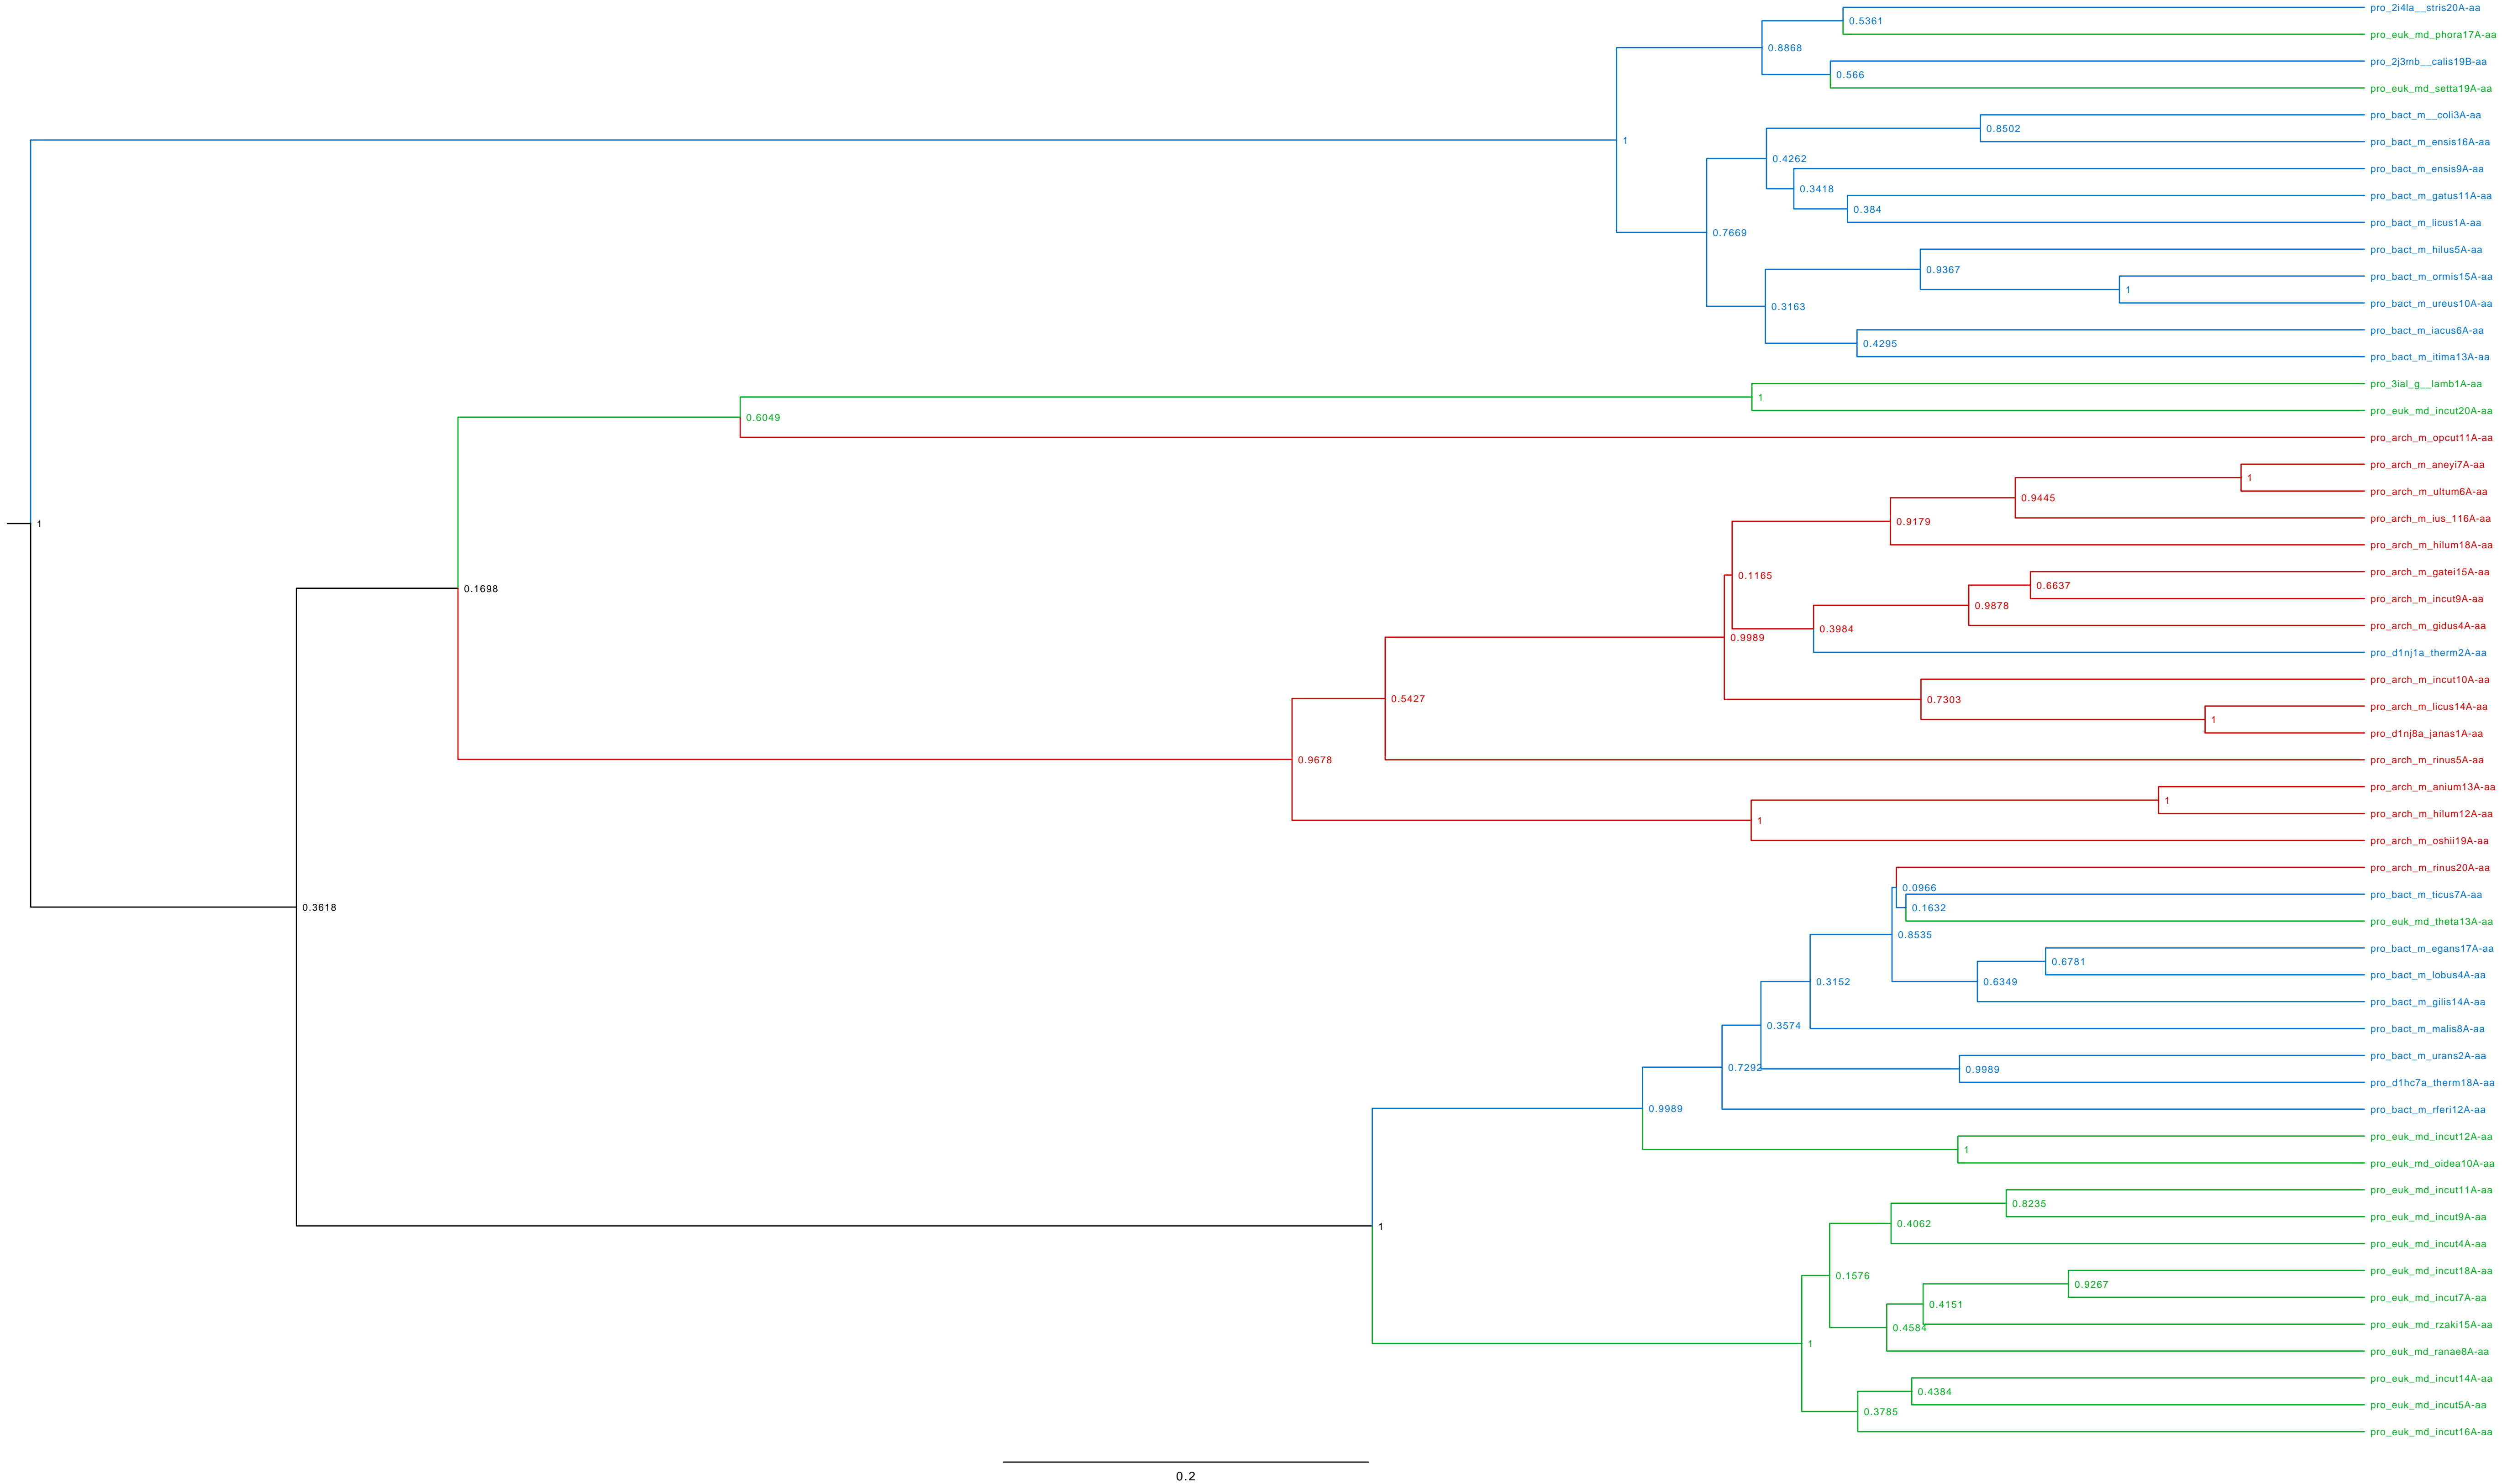 pro_2i4la__stris20A-aa
0.5361
pro_euk_md_phora17A-aa
0.8868
pro_2j3mb__calis19B-aa
0.566
pro_euk_md_setta19A-aa
pro_bact_m__coli3A-aa
0.8502
1
pro_bact_m_ensis16A-aa
0.4262
pro_bact_m_ensis9A-aa
0.3418
pro_bact_m_gatus11A-aa
0.384
pro_bact_m_licus1A-aa
0.7669
pro_bact_m_hilus5A-aa
0.9367
pro_bact_m_ormis15A-aa
1
pro_bact_m_ureus10A-aa
0.3163
pro_bact_m_iacus6A-aa
0.4295
pro_bact_m_itima13A-aa
pro_3ial_g__lamb1A-aa
1
pro_euk_md_incut20A-aa
0.6049
pro_arch_m_opcut11A-aa
pro_arch_m_aneyi7A-aa
1
pro_arch_m_ultum6A-aa
0.9445
pro_arch_m_ius_116A-aa
0.9179
1
pro_arch_m_hilum18A-aa
pro_arch_m_gatei15A-aa
0.1165
0.6637
0.1698
pro_arch_m_incut9A-aa
0.9878
pro_arch_m_gidus4A-aa
0.3984
0.9989
pro_d1nj1a_therm2A-aa
pro_arch_m_incut10A-aa
0.5427
0.7303
pro_arch_m_licus14A-aa
1
pro_d1nj8a_janas1A-aa
0.9678
pro_arch_m_rinus5A-aa
pro_arch_m_anium13A-aa
1
pro_arch_m_hilum12A-aa
1
pro_arch_m_oshii19A-aa
pro_arch_m_rinus20A-aa
0.0966
pro_bact_m_ticus7A-aa
0.3618
0.1632
pro_euk_md_theta13A-aa
0.8535
pro_bact_m_egans17A-aa
0.6781
pro_bact_m_lobus4A-aa
0.3152
0.6349
pro_bact_m_gilis14A-aa
0.3574
pro_bact_m_malis8A-aa
pro_bact_m_urans2A-aa
0.7292
0.9989
pro_d1hc7a_therm18A-aa
0.9989
pro_bact_m_rferi12A-aa
pro_euk_md_incut12A-aa
1
pro_euk_md_oidea10A-aa
pro_euk_md_incut11A-aa
0.8235
pro_euk_md_incut9A-aa
1
0.4062
pro_euk_md_incut4A-aa
0.1576
pro_euk_md_incut18A-aa
0.9267
pro_euk_md_incut7A-aa
0.4151
pro_euk_md_rzaki15A-aa
0.4584
1
pro_euk_md_ranae8A-aa
pro_euk_md_incut14A-aa
0.4384
pro_euk_md_incut5A-aa
0.3785
pro_euk_md_incut16A-aa
0.2